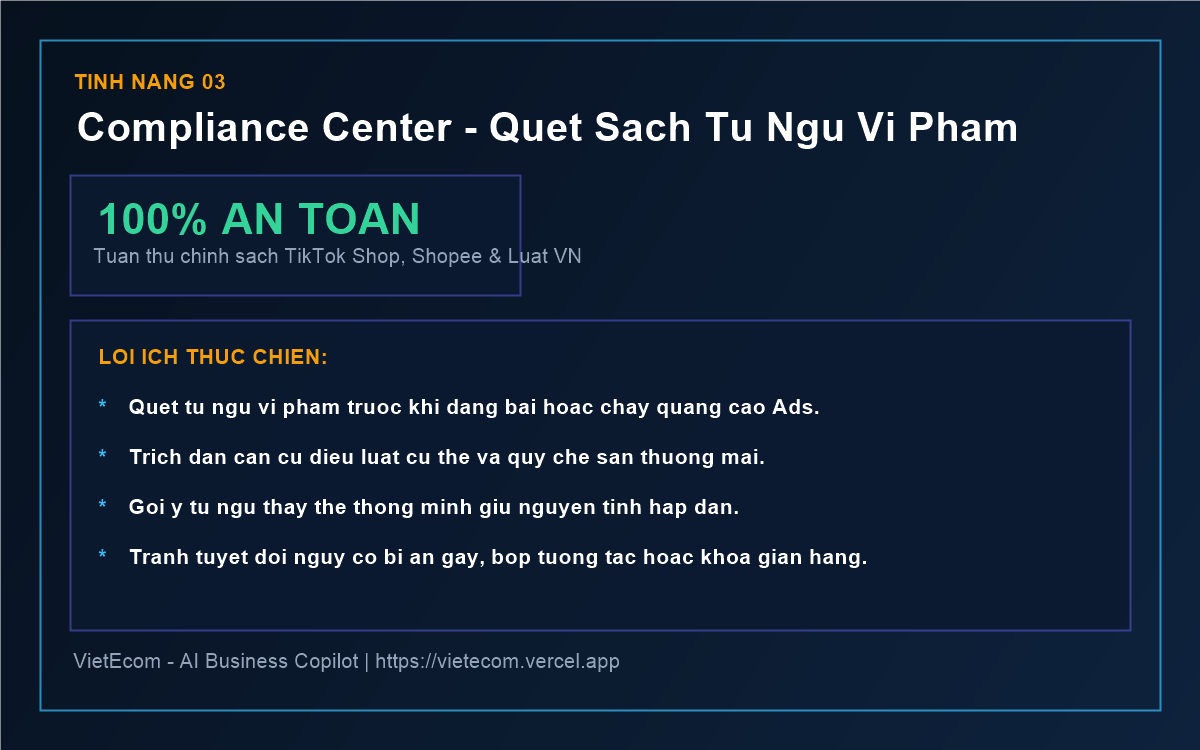 TINH NANG 03
Compliance Center - Quet Sach Tu Ngu Vi Pham
100% AN TOAN
Tuan thu chinh sach TikTok Shop, Shopee & Luat VN
LOI ICH THUC CHIEN:
* Quet tu ngu vi pham truoc khi dang bai hoac chay quang cao Ads.
* Trich dan can cu dieu luat cu the va quy che san thuong mai.
* Goi y tu ngu thay the thong minh giu nguyen tinh hap dan.
* Tranh tuyet doi nguy co bi an gay, bop tuong tac hoac khoa gian hang.
VietEcom - AI Business Copilot | https://vietecom.vercel.app